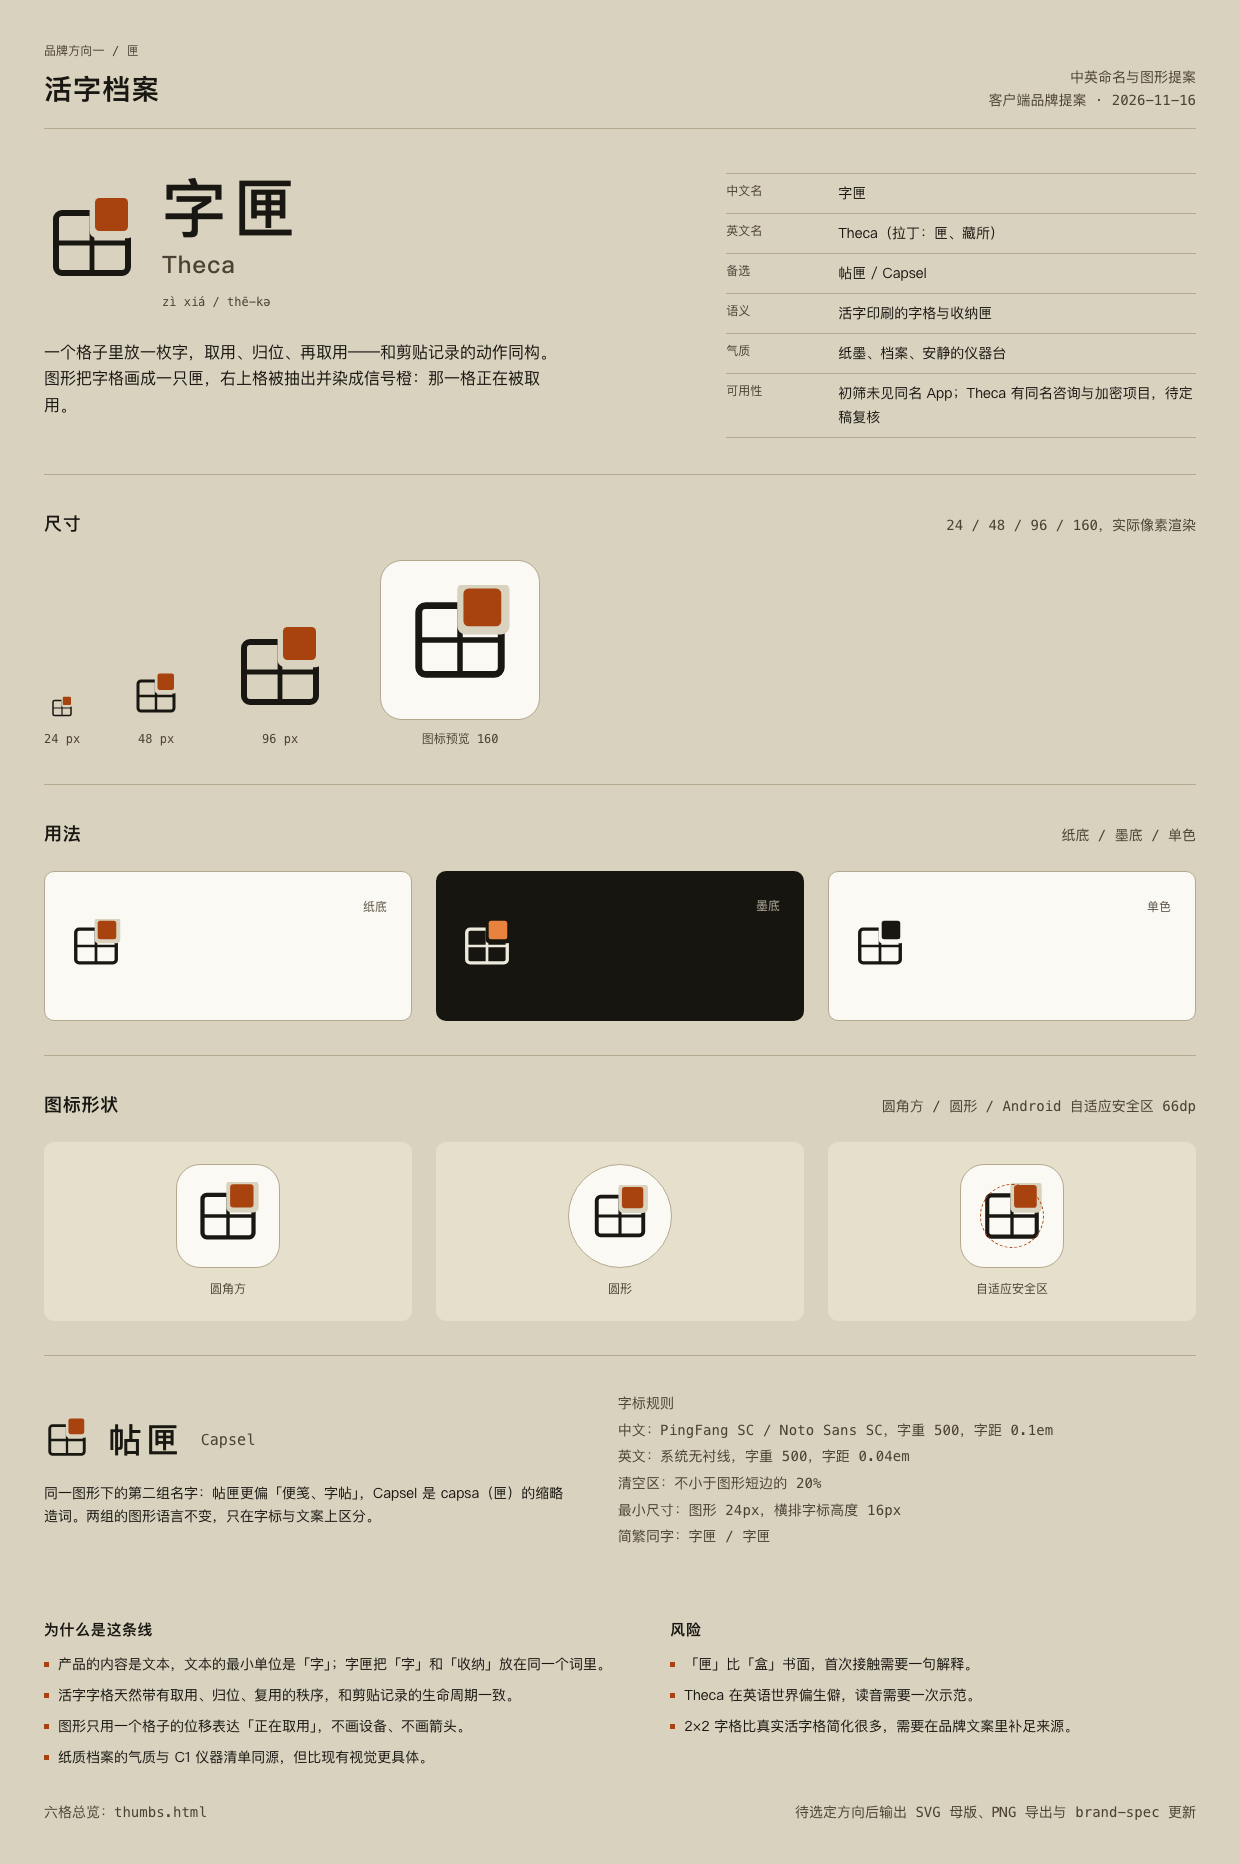 品牌方向一 / 匣
活字档案
中英命名与图形提案
客户端品牌提案 · 2026-11-16
字匣
Theca
zì xiá / thē-kə
一个格子里放一枚字，取用、归位、再取用——和剪贴记录的动作同构。
图形把字格画成一只匣，右上格被抽出并染成信号橙：那一格正在被取
用。
中文名 字匣
英文名 Theca（拉丁：匣、藏所）
备选 帖匣 / Capsel
语义 活字印刷的字格与收纳匣
气质 纸墨、档案、安静的仪器台
可用性 初筛未见同名 App；Theca 有同名咨询与加密项目，待定
稿复核
尺寸
24 / 48 / 96 / 160，实际像素渲染
24 px
48 px
96 px
图标预览 160
用法
纸底 / 墨底 / 单色
纸底
墨底
单色
图标形状
圆角方 / 圆形 / Android 自适应安全区 66dp
圆角方
圆形
自适应安全区
帖匣 Capsel
同一图形下的第二组名字：帖匣更偏「便笺、字帖」，Capsel 是 capsa（匣）的缩略
造词。两组的图形语言不变，只在字标与文案上区分。
字标规则
中文：PingFang SC / Noto Sans SC，字重 500，字距 0.1em
英文：系统无衬线，字重 500，字距 0.04em
清空区：不小于图形短边的 20%
最小尺寸：图形 24px，横排字标高度 16px
简繁同字：字匣 / 字匣
为什么是这条线
产品的内容是文本，文本的最小单位是「字」；字匣把「字」和「收纳」放在同一个词里。
活字字格天然带有取用、归位、复用的秩序，和剪贴记录的生命周期一致。
图形只用一个格子的位移表达「正在取用」，不画设备、不画箭头。
纸质档案的气质与 C1 仪器清单同源，但比现有视觉更具体。
风险
「匣」比「盒」书面，首次接触需要一句解释。
Theca 在英语世界偏生僻，读音需要一次示范。
2×2 字格比真实活字格简化很多，需要在品牌文案里补足来源。
六格总览：thumbs.html
待选定方向后输出 SVG 母版、PNG 导出与 brand-spec 更新